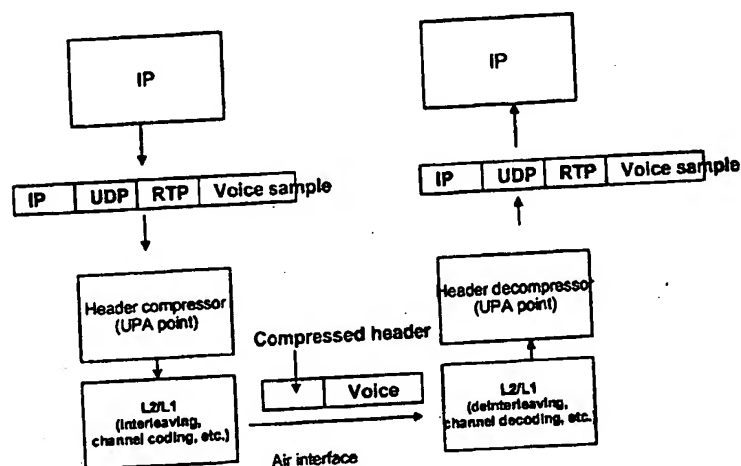 IP
IP
IP UDP RTP Voice sample
IP UDP RTP Voice sample
Header compressor
(UPA point)
Header decompressor
(UPA point)
Compressed header
Voice
L2/L1
(interleaving,
channel coding, etc.)
L2/L1
(deinterleaving,
channel decoding, etc.)
Air interface